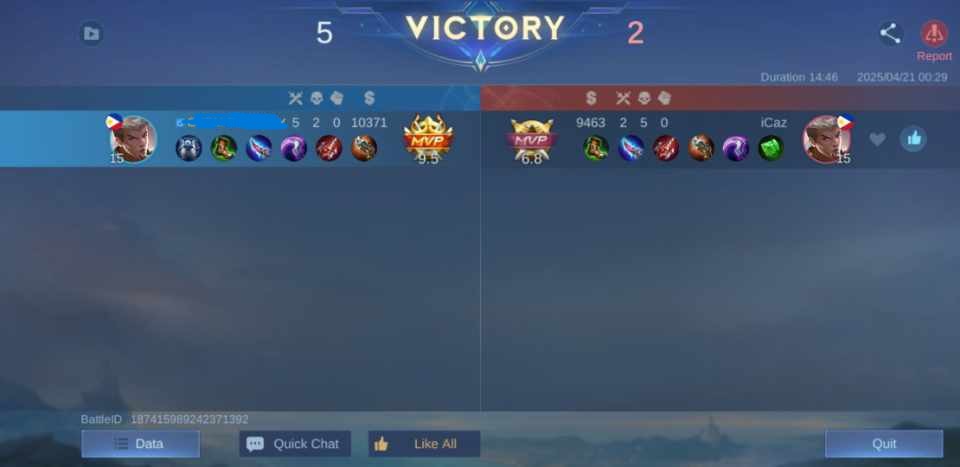 5 VICTORY 2
Report
Duration 14:46 2025/04/21 00:29
5 2 0 10371
15
MVP
9.5
MVP
6.8
9463 2 5 0 iCaz
15
BattleID 187415989242371392
Data
Quick Chat
Like All
Quit